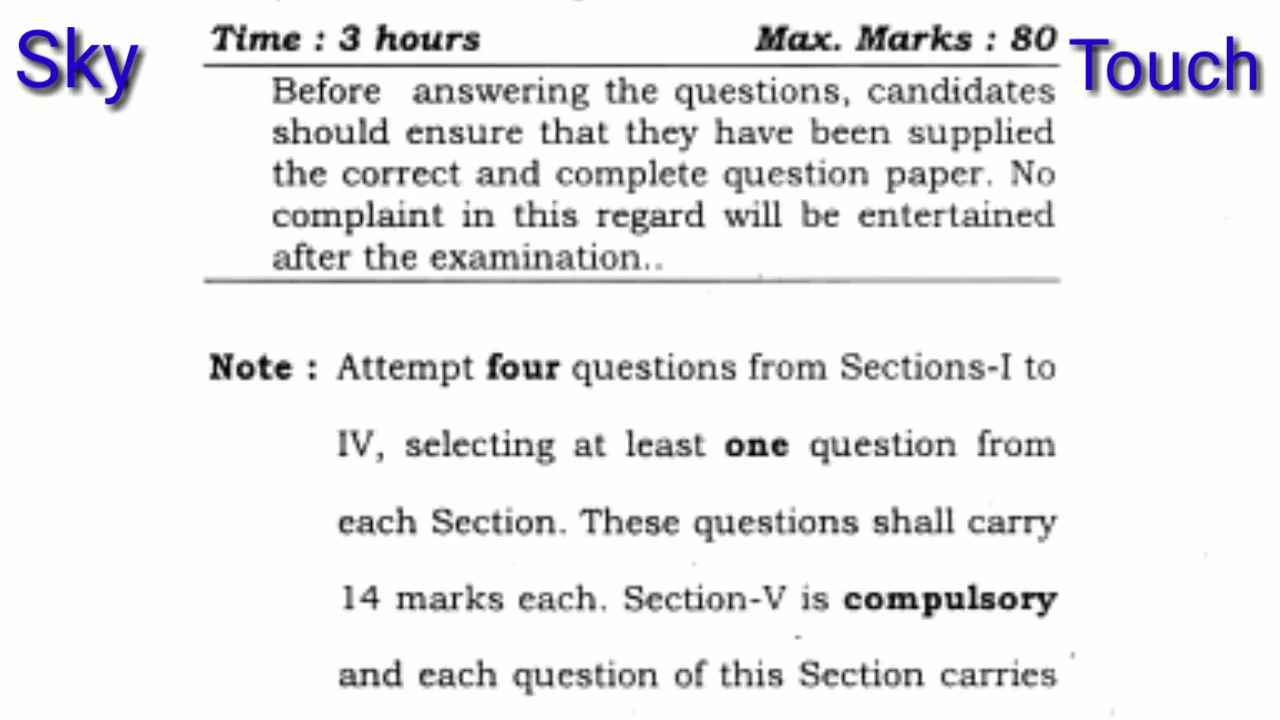 Sky
Touch
Time : 3 hours Max. Marks : 80
Before answering the questions, candidates
should ensure that they have been supplied
the correct and complete question paper. No
complaint in this regard will be entertained
after the examination..
Note : Attempt four questions from Sections-I to
IV, selecting at least one question from
each Section. These questions shall carry
14 marks each. Section-V is compulsory
and each question of this Section carries